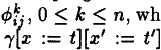 ϕ^k_{ij}, 0 ≤ k ≤ n, wh
γ[x := t][x' := t']